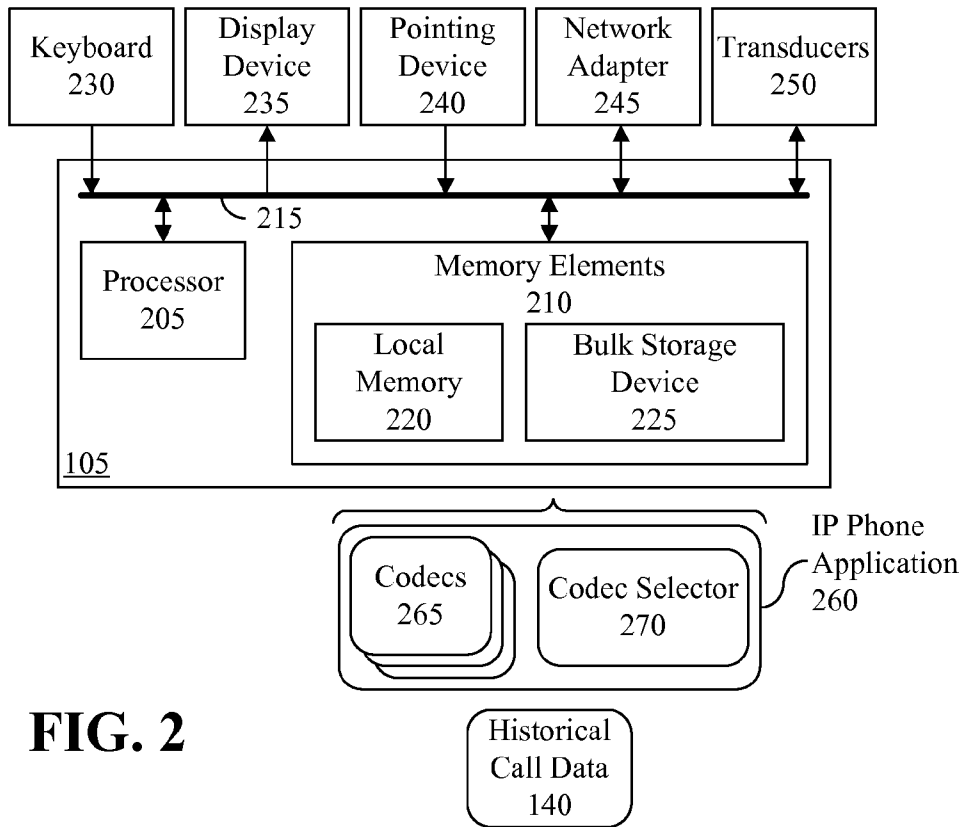 Keyboard
230
Display
Device
235
Pointing
Device
240
Network
Adapter
245
Transducers
250
215
Processor
205
Memory Elements
210
Local
Memory
220
Bulk Storage
Device
225
105
Codecs
265
Codec Selector
270
IP Phone
Application
260
FIG. 2
Historical
Call Data
140